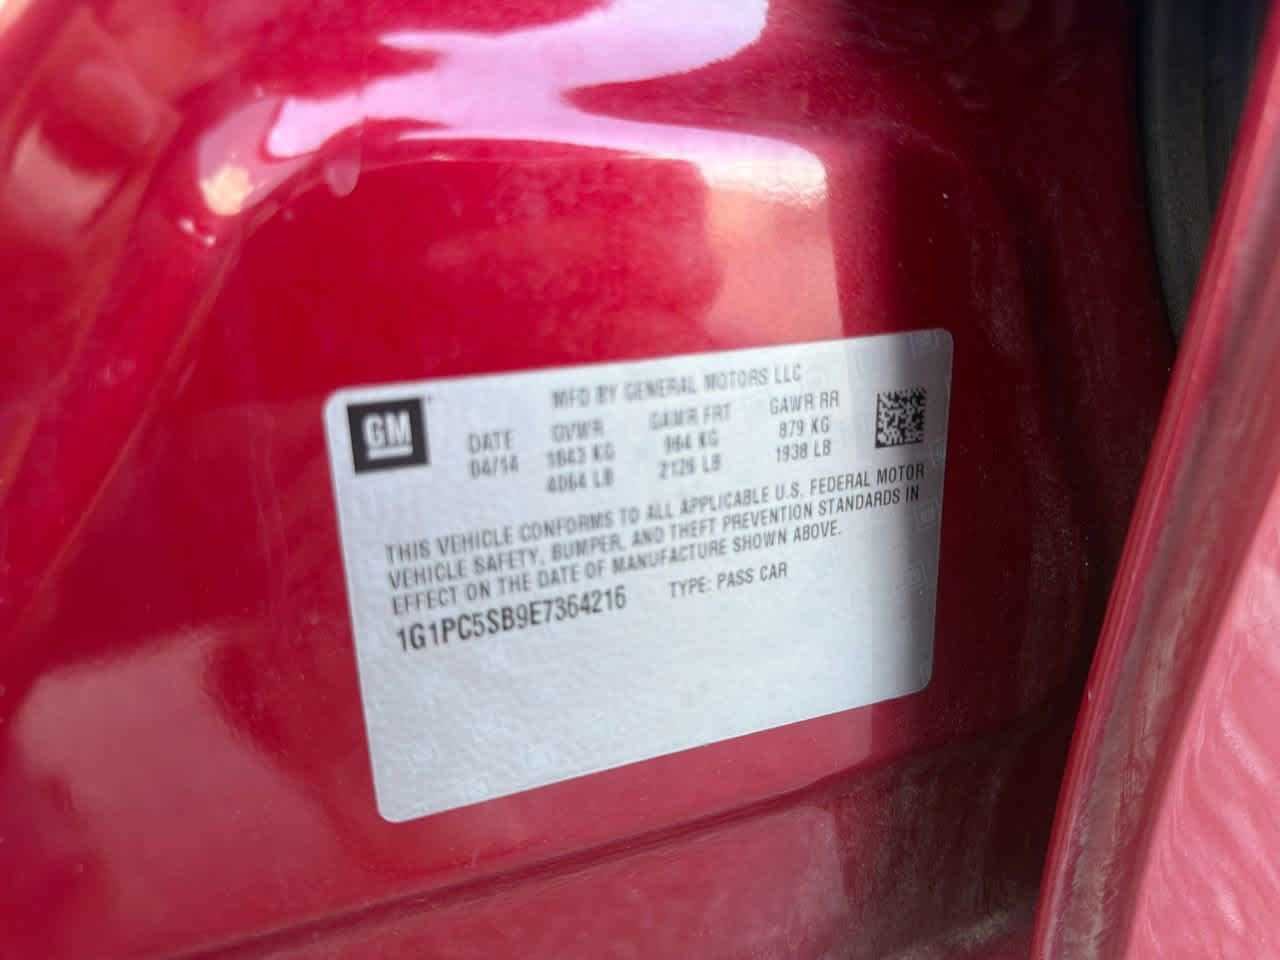 GM
MFD BY GENERAL MOTORS LLC
DATE GVWR GAWR FRT GAWR RR
04/14 1843 KG 964 KG 879 KG
4064 LB 2126 LB 1938 LB
THIS VEHICLE CONFORMS TO ALL APPLICABLE U.S. FEDERAL MOTOR
VEHICLE SAFETY, BUMPER, AND THEFT PREVENTION STANDARDS IN
EFFECT ON THE DATE OF MANUFACTURE SHOWN ABOVE.
1G1PC5SB9E7364216 TYPE: PASS CAR